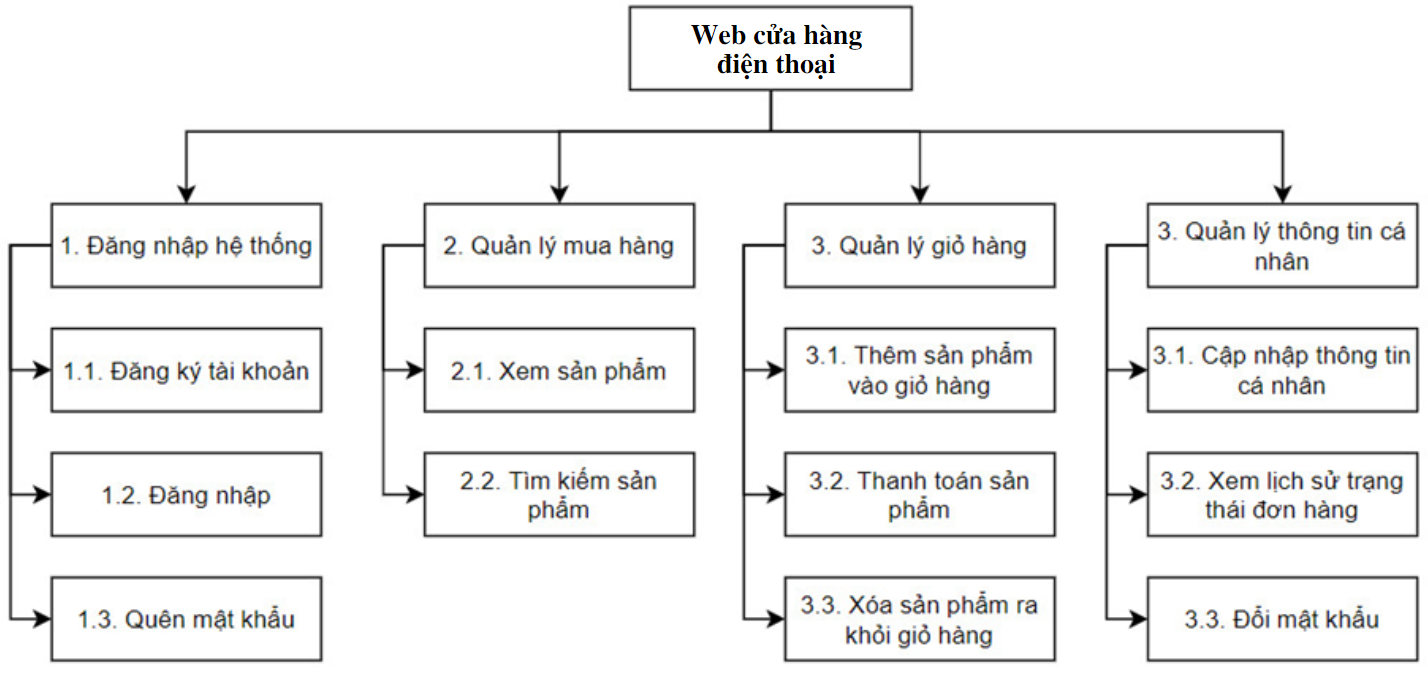 Web cửa hàng
điện thoại
1. Đăng nhập hệ thống
1.1. Đăng ký tài khoản
1.2. Đăng nhập
1.3. Quên mật khẩu
2. Quản lý mua hàng
2.1. Xem sản phẩm
2.2. Tìm kiếm sản
phẩm
3. Quản lý giỏ hàng
3.1. Thêm sản phẩm
vào giỏ hàng
3.2. Thanh toán sản
phẩm
3.3. Xóa sản phẩm ra
khỏi giỏ hàng
3. Quản lý thông tin cá
nhân
3.1. Cập nhập thông tin
cá nhân
3.2. Xem lịch sử trạng
thái đơn hàng
3.3. Đổi mật khẩu